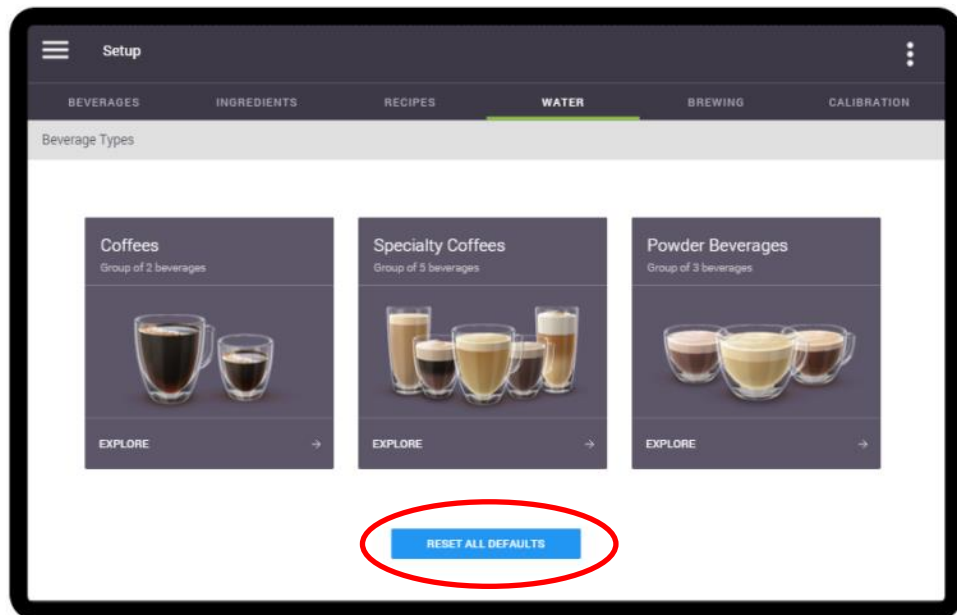 Setup
BEVERAGES INGREDIENTS RECIPES WATER BREWING CALIBRATION
Beverage Types
Coffees
Group of 2 beverages
EXPLORE
Specialty Coffees
Group of 5 beverages
EXPLORE
Powder Beverages
Group of 3 beverages
EXPLORE
RESET ALL DEFAULTS